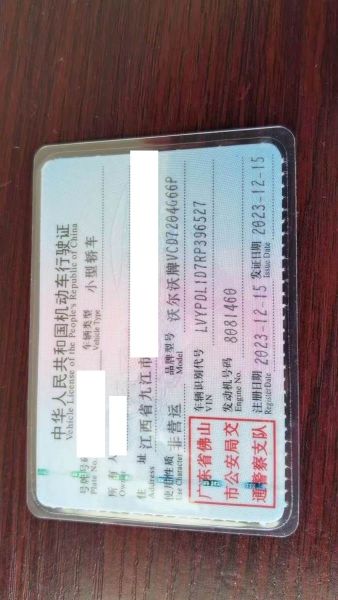 中华人民共和国机动车行驶证
Vehicle License of the People's Republic of China
号牌号码
Plate No.
车辆类型 小型轿车
Vehicle Type
所有人
Owner
住址 江西省九江市
Address
使用性质 非营运
Use Character
品牌型号 沃尔沃牌VCD7204G66P
Model
车辆识别代号 LVYPDL1D7RP396527
VIN
发动机号码 8081460
Engine No.
注册日期 2023-12-15
Register Date
发证日期 2023-12-15
Issue Date
广东省佛山
市公安局交
通警察支队